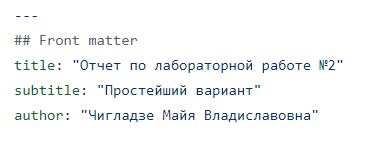 ---
## Front matter
title: "Отчет по лабораторной работе №2"
subtitle: "Простейший вариант"
author: "Чигладзе Майя Владиславовна"